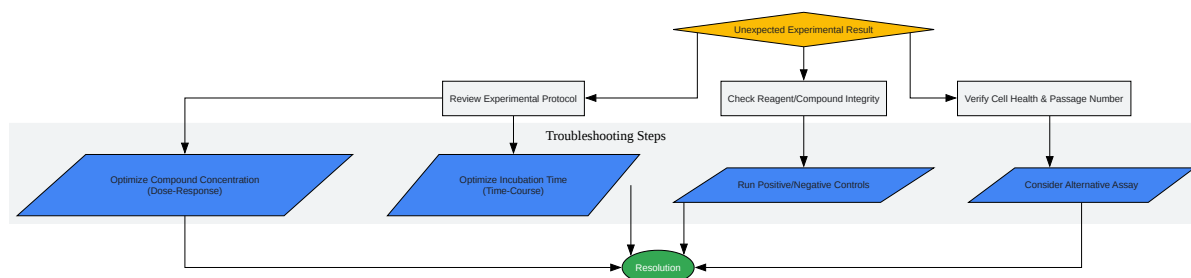 Unexpected Experimental Result
Review Experimental Protocol
Check Reagent/Compound Integrity
Verify Cell Health & Passage Number
Troubleshooting Steps
Optimize Compound Concentration
(Dose-Response)
Optimize Incubation Time
(Time-Course)
Run Positive/Negative Controls
Consider Alternative Assay
Resolution